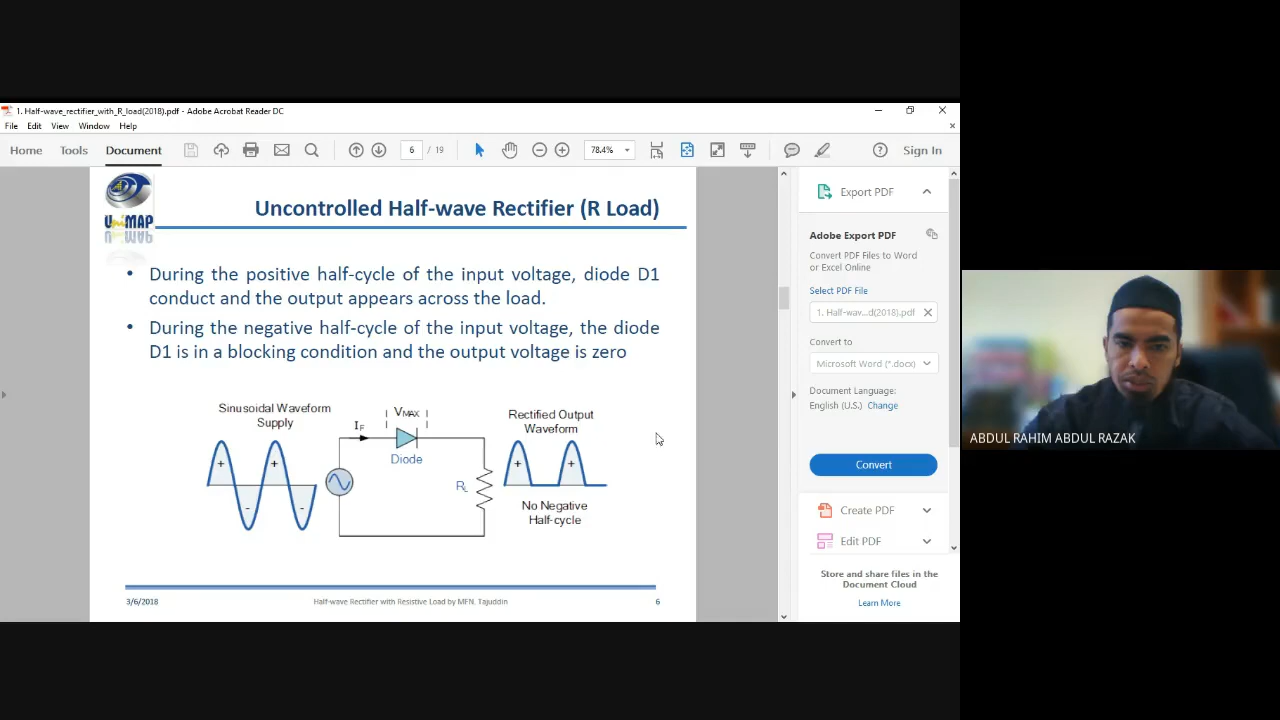 1. Half-wave_rectifier_with_R_load(2018).pdf - Adobe Acrobat Reader DC
File Edit View Window Help
Home Tools Document 6 / 19 78.4% Sign In
UniMAP
Uncontrolled Half-wave Rectifier (R Load)
• During the positive half-cycle of the input voltage, diode D1
conduct and the output appears across the load.
• During the negative half-cycle of the input voltage, the diode
D1 is in a blocking condition and the output voltage is zero
Sinusoidal Waveform
Supply
+ +
- -
IF
VMAX
Diode
RL
Rectified Output
Waveform
+ +
No Negative
Half-cycle
3/6/2018 Half-wave Rectifier with Resistive Load by MFN. Tajuddin 6
Export PDF
Adobe Export PDF
Convert PDF Files to Word
or Excel Online
Select PDF File
1. Half-wav...d(2018).pdf
Convert to
Microsoft Word (*.docx)
Document Language:
English (U.S.) Change
Convert
Create PDF
Edit PDF
Store and share files in the
Document Cloud
Learn More
ABDUL RAHIM ABDUL RAZAK